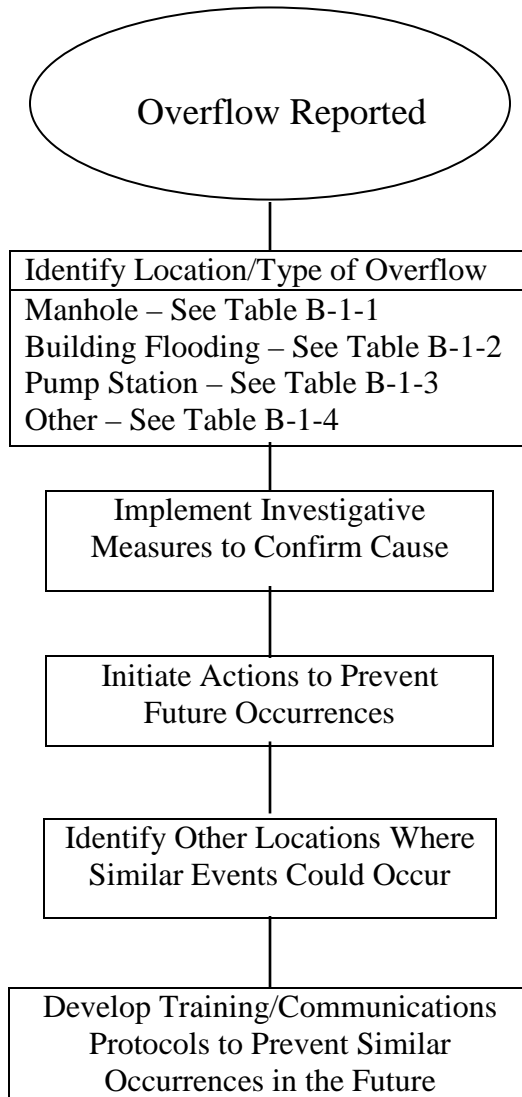 Overflow Reported
Identify Location/Type of Overflow
Manhole – See Table B-1-1
Building Flooding – See Table B-1-2
Pump Station – See Table B-1-3
Other – See Table B-1-4
Implement Investigative
Measures to Confirm Cause
Initiate Actions to Prevent
Future Occurrences
Identify Other Locations Where
Similar Events Could Occur
Develop Training/Communications
Protocols to Prevent Similar
Occurrences in the Future